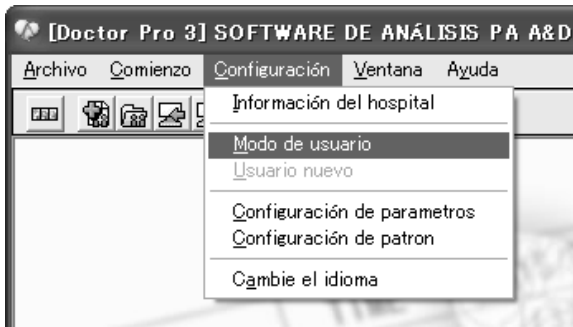 [Doctor Pro 3] SOFTWARE DE ANÁLISIS PA A&D
Archivo Comienzo Configuración Ventana Ayuda
Información del hospital
Modo de usuario
Usuario nuevo
Configuración de parametros
Configuración de patron
Cambie el idioma